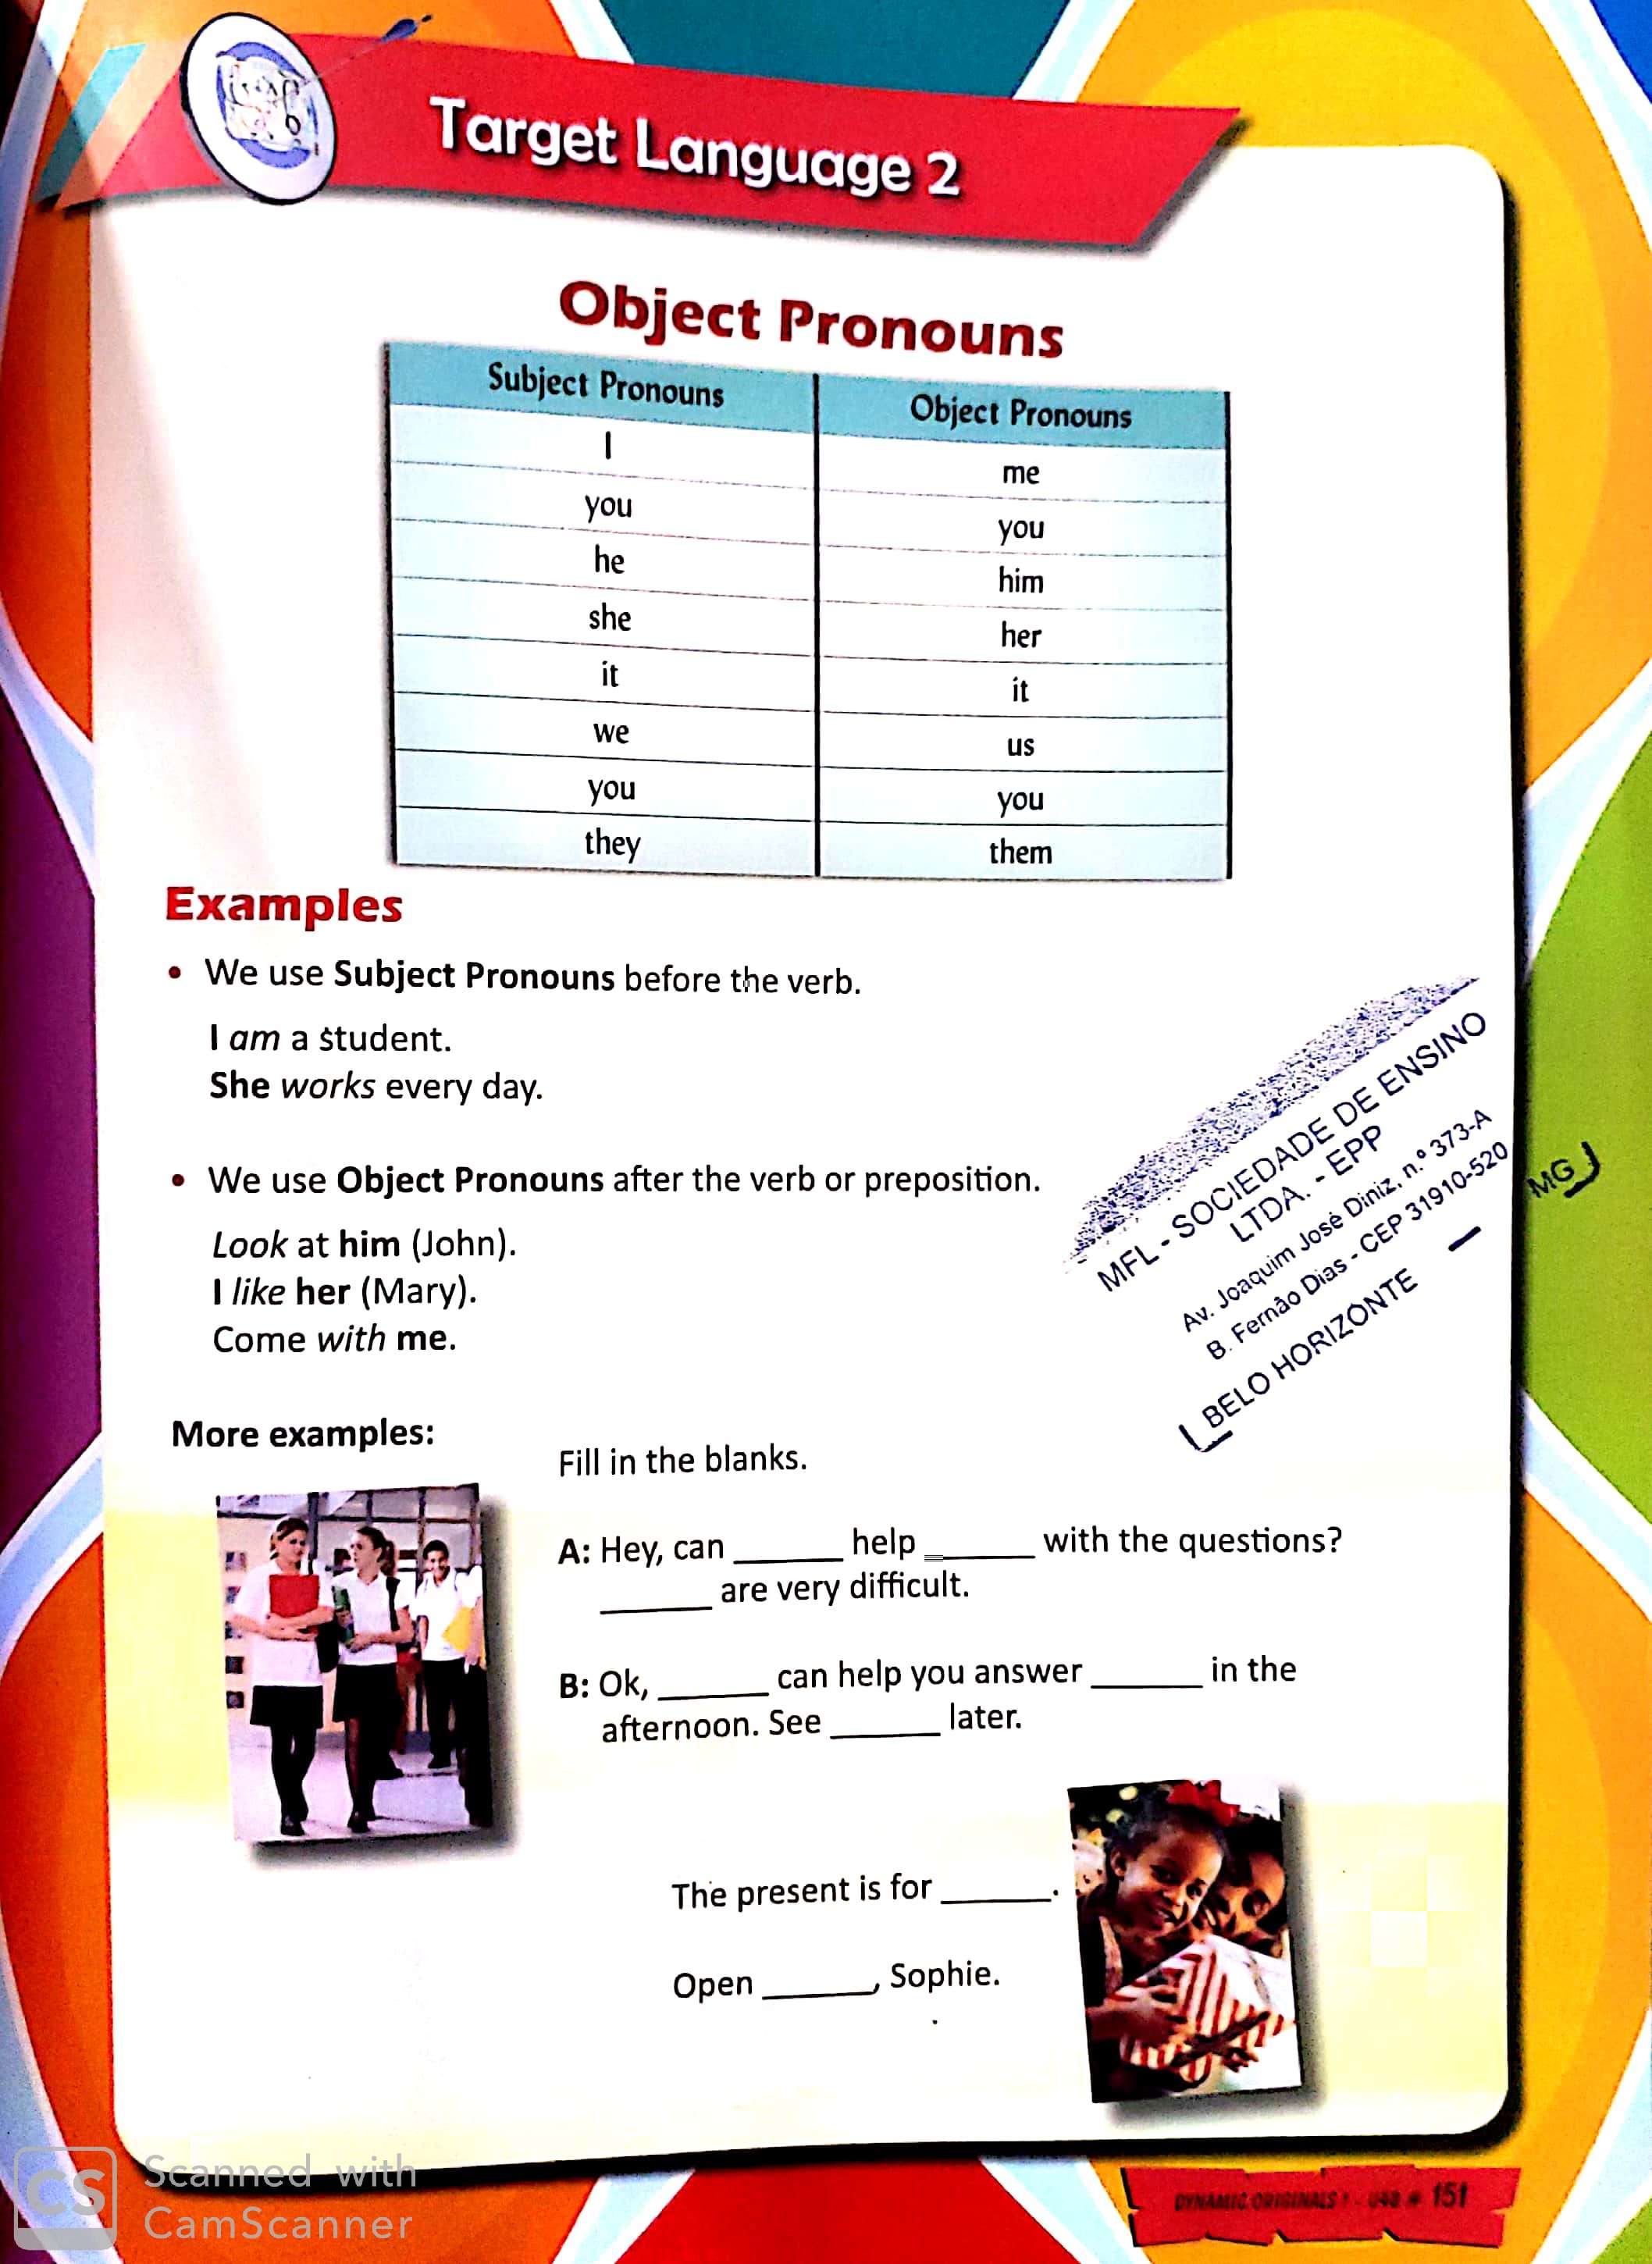 Target Language 2
Object Pronouns
Subject Pronouns Object Pronouns
I me
you you
he him
she her
it it
we us
you you
they them
Examples
• We use Subject Pronouns before the verb.
I am a student.
She works every day.
• We use Object Pronouns after the verb or preposition.
Look at him (John).
I like her (Mary).
Come with me.
MFL - SOCIEDADE DE ENSINO
LTDA. - EPP
Av. Joaquim José Diniz, n.º 373-A
B. Fernão Dias - CEP 31910-520
BELO HORIZONTE - MG
More examples:
Fill in the blanks.
A: Hey, can ______ help ______ with the questions?
______ are very difficult.
B: Ok, ______ can help you answer ______ in the
afternoon. See ______ later.
The present is for ______.
Open ______, Sophie.
DYNAMIC ORIGINALS 1 - U48 • 151
CS
Scanned with
CamScanner